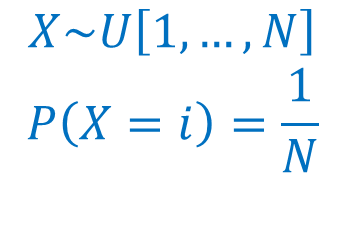 X~U[1,…,N]
P(X = i) = 1/N